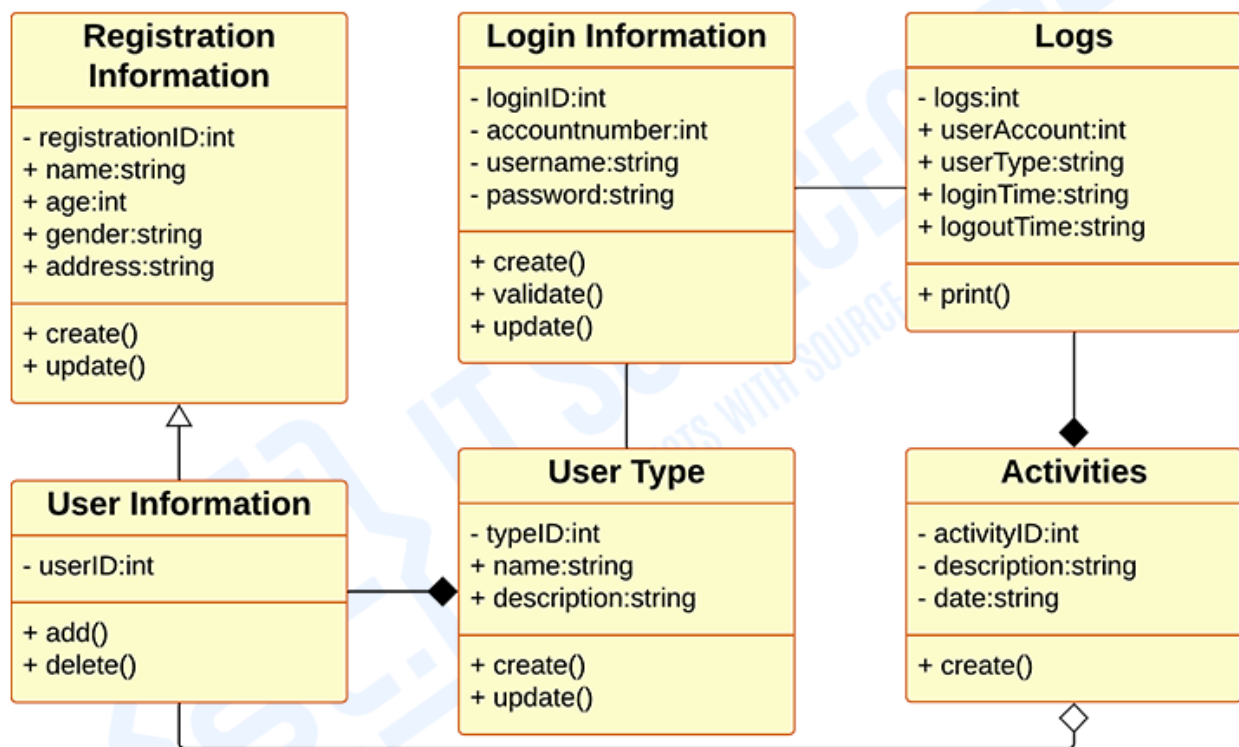 Registration
Information
- registrationID:int
+ name:string
+ age:int
+ gender:string
+ address:string
+ create()
+ update()
Login Information
- loginID:int
- accountnumber:int
- username:string
- password:string
+ create()
+ validate()
+ update()
Logs
- logs:int
+ userAccount:int
+ userType:string
+ loginTime:string
+ logoutTime:string
+ print()
User Information
- userID:int
+ add()
+ delete()
User Type
- typeID:int
+ name:string
+ description:string
+ create()
+ update()
Activities
- activityID:int
- description:string
- date:string
+ create()
IT
WITH SOURCE